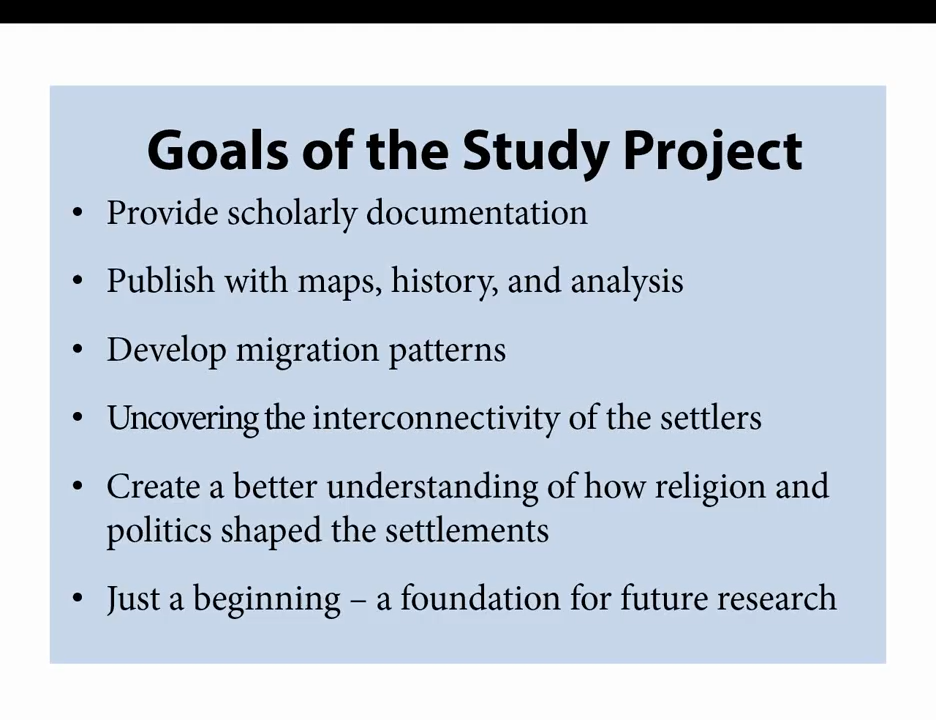 Goals of the Study Project
• Provide scholarly documentation
• Publish with maps, history, and analysis
• Develop migration patterns
• Uncovering the interconnectivity of the settlers
• Create a better understanding of how religion and
politics shaped the settlements
• Just a beginning – a foundation for future research